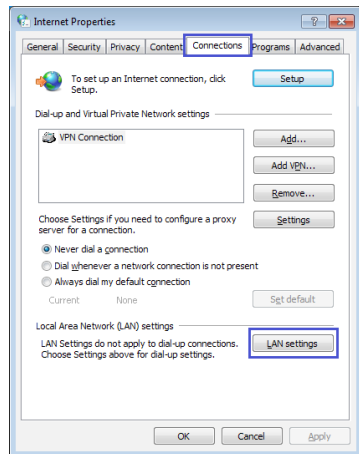 Internet Properties
General Security Privacy Content Connections Programs Advanced
To set up an Internet connection, click
Setup.
Setup
Dial-up and Virtual Private Network settings
VPN Connection
Add...
Add VPN...
Remove...
Choose Settings if you need to configure a proxy
server for a connection.
Settings
Never dial a connection
Dial whenever a network connection is not present
Always dial my default connection
Current None
Set default
Local Area Network (LAN) settings
LAN Settings do not apply to dial-up connections.
Choose Settings above for dial-up settings.
LAN settings
OK Cancel Apply